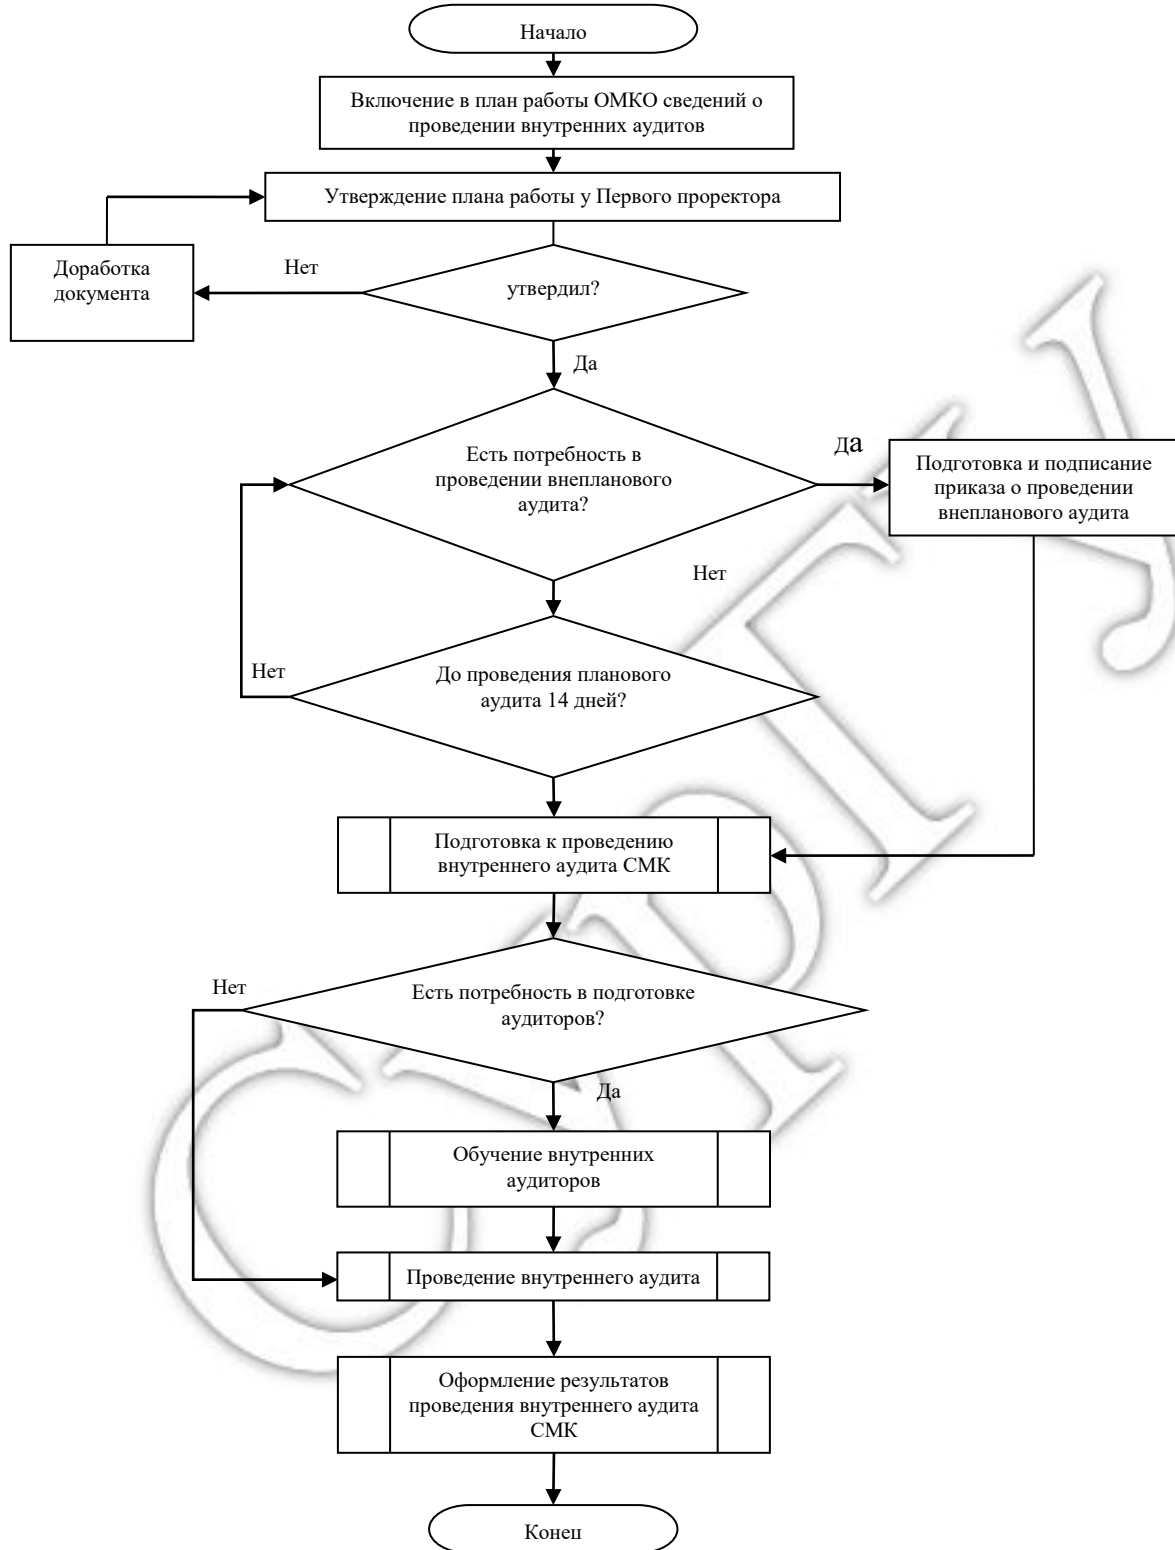 Начало
Включение в план работы ОМКО сведений о
проведении внутренних аудитов
Утверждение плана работы у Первого проректора
Доработка
документа
Нет
утвердил?
Да
Есть потребность в
проведении внепланового
аудита?
да
Подготовка и подписание
приказа о проведении
внепланового аудита
Нет
Нет
До проведения планового
аудита 14 дней?
Подготовка к проведению
внутреннего аудита СМК
Нет
Есть потребность в подготовке
аудиторов?
Да
Обучение внутренних
аудиторов
Проведение внутреннего аудита
Оформление результатов
проведения внутреннего аудита
СМК
Конец
СурГУ